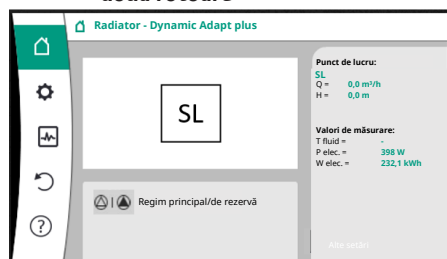 Radiator - Dynamic Adapt plus
SL
Regim principal/de rezervă
Punct de lucru:
SL
Q = 0,0 m³/h
H = 0,0 m
Valori de măsurare:
T fluid = -
P elec. = 398 W
W elec. = 232,1 kWh
Alte setări